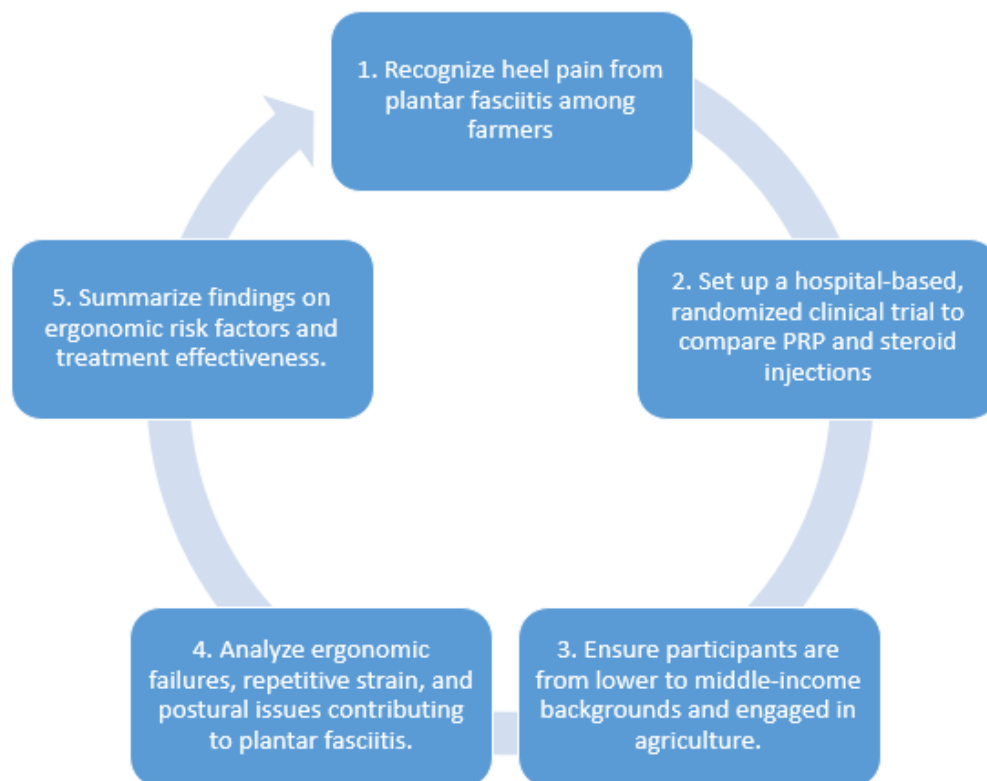 1. Recognize heel pain from
plantar fasciitis among
farmers
2. Set up a hospital-based,
randomized clinical trial to
compare PRP and steroid
injections
3. Ensure participants are
from lower to middle-income
backgrounds and engaged in
agriculture.
4. Analyze ergonomic
failures, repetitive strain, and
postural issues contributing
to plantar fasciitis.
5. Summarize findings on
ergonomic risk factors and
treatment effectiveness.